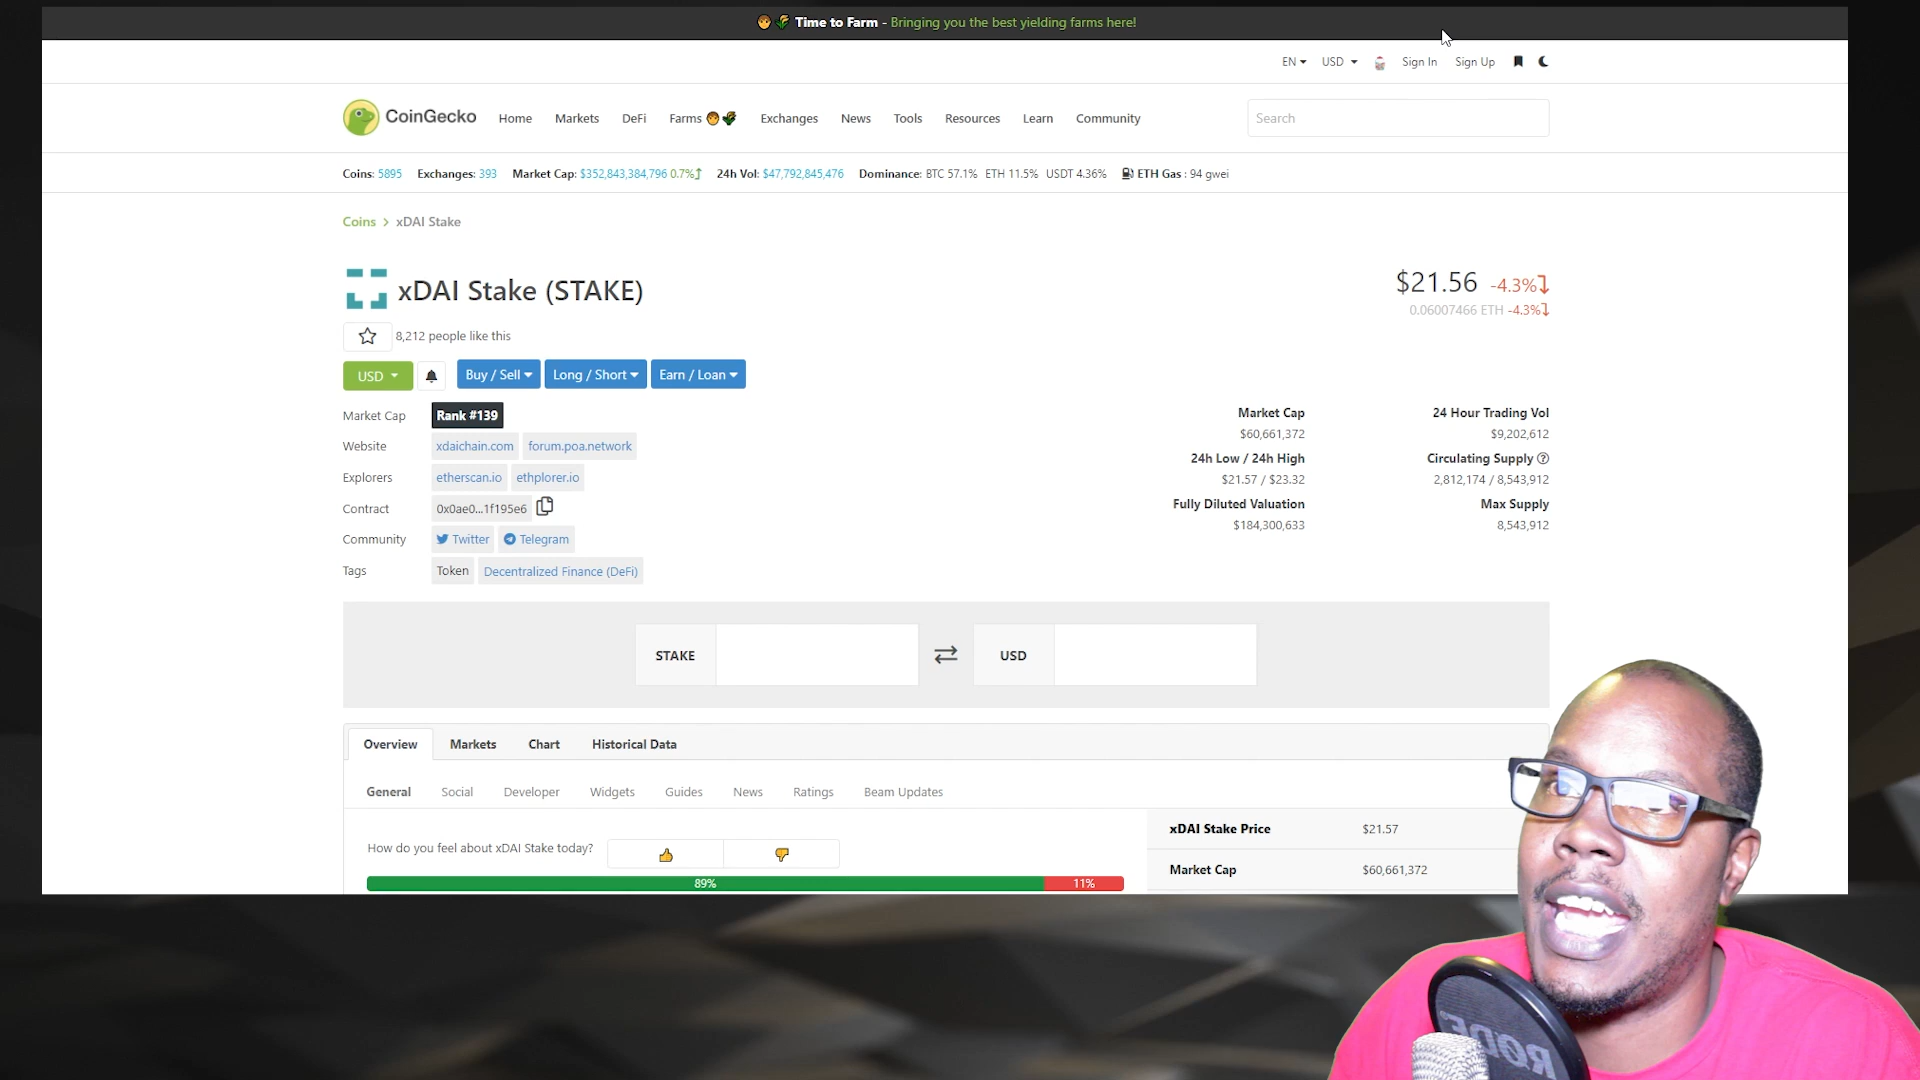 Time to Farm - Bringing you the best yielding farms here!
EN USD Sign In Sign Up
CoinGecko Home Markets DeFi Farms Exchanges News Tools Resources Learn Community Search
Coins: 5895 Exchanges: 393 Market Cap: $352,843,384,796 0.7% 24h Vol: $47,792,845,476 Dominance: BTC 57.1% ETH 11.5% USDT 4.36% ETH Gas : 94 gwei
Coins > xDAI Stake
xDAI Stake (STAKE)
$21.56 -4.3%
0.06007466 ETH -4.3%
8,212 people like this
USD Buy / Sell Long / Short Earn / Loan
Market Cap Rank #139
Website xdaichain.com forum.poa.network
Explorers etherscan.io ethplorer.io
Contract 0x0ae0...1f195e6
Community Twitter Telegram
Tags Token Decentralized Finance (DeFi)
Market Cap 24 Hour Trading Vol
$60,661,372 $9,202,612
24h Low / 24h High Circulating Supply
$21.57 / $23.32 2,812,174 / 8,543,912
Fully Diluted Valuation Max Supply
$184,300,633 8,543,912
STAKE USD
Overview Markets Chart Historical Data
General Social Developer Widgets Guides News Ratings Beam Updates
How do you feel about xDAI Stake today?
89% 11%
xDAI Stake Price $21.57
Market Cap $60,661,372
RODE
RODE